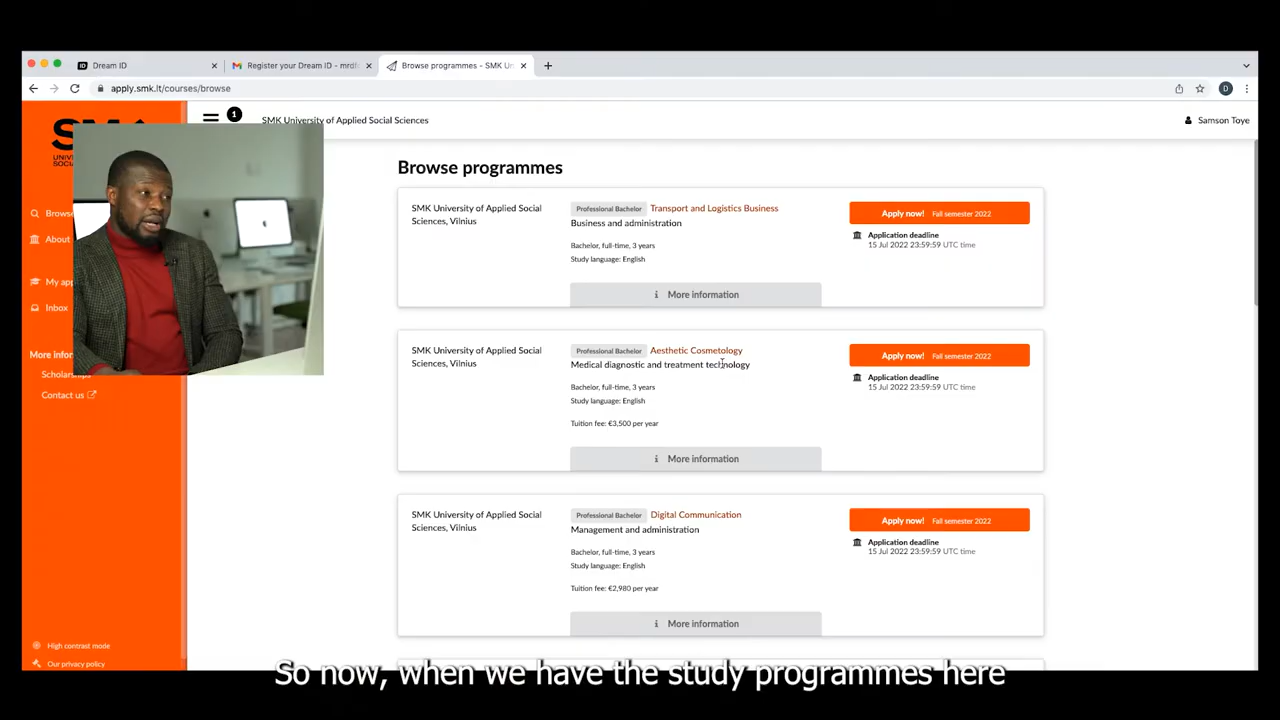 Dream ID
Register your Dream ID - mrdf
Browse programmes - SMK Un
apply.smk.lt/courses/browse
D
1
SMK University of Applied Social Sciences
Samson Toye
Browse
About
My app
Inbox
More infor
Scholarships
Contact us
High contrast mode
Our privacy policy
Browse programmes
SMK University of Applied Social
Sciences, Vilnius
Professional Bachelor Transport and Logistics Business
Business and administration
Bachelor, full-time, 3 years
Study language: English
More information
Apply now! Fall semester 2022
Application deadline
15 Jul 2022 23:59:59 UTC time
SMK University of Applied Social
Sciences, Vilnius
Professional Bachelor Aesthetic Cosmetology
Medical diagnostic and treatment technology
Bachelor, full-time, 3 years
Study language: English
Tuition fee: €3,500 per year
More information
Apply now! Fall semester 2022
Application deadline
15 Jul 2022 23:59:59 UTC time
SMK University of Applied Social
Sciences, Vilnius
Professional Bachelor Digital Communication
Management and administration
Bachelor, full-time, 3 years
Study language: English
Tuition fee: €2,980 per year
More information
Apply now! Fall semester 2022
Application deadline
15 Jul 2022 23:59:59 UTC time
So now, when we have the study programmes here